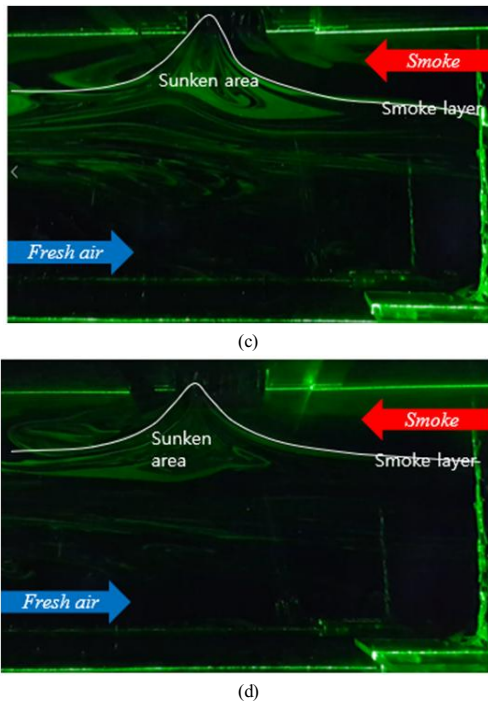 Smoke
Sunken area
Smoke layer
Fresh air
(c)
Smoke
Sunken
area
Smoke layer
Fresh air
(d)